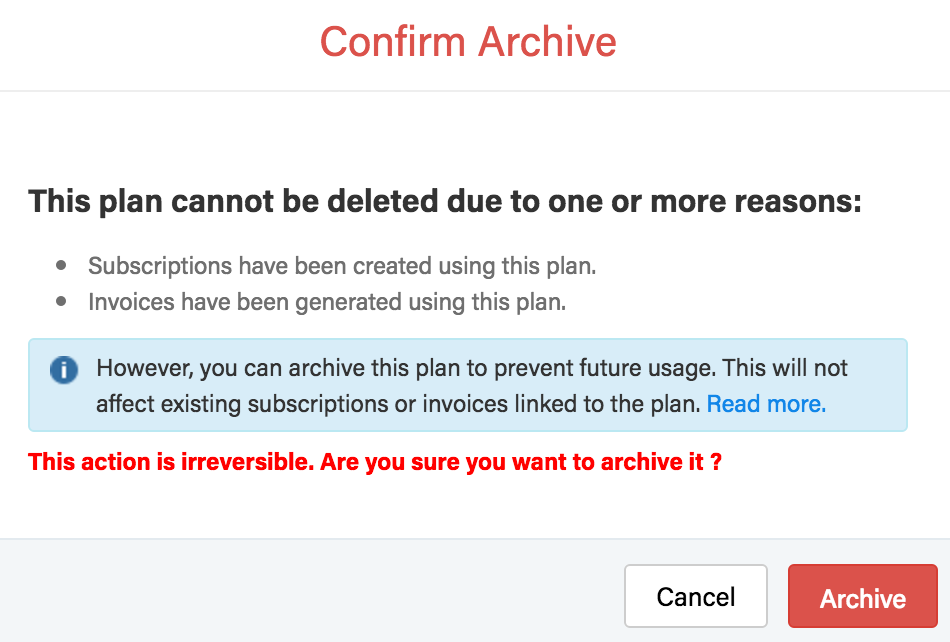 Confirm Archive
This plan cannot be deleted due to one or more reasons:
Subscriptions have been created using this plan.
Invoices have been generated using this plan.
However, you can archive this plan to prevent future usage. This will not
affect existing subscriptions or invoices linked to the plan. Read more.
This action is irreversible. Are you sure you want to archive it ?
Cancel
Archive